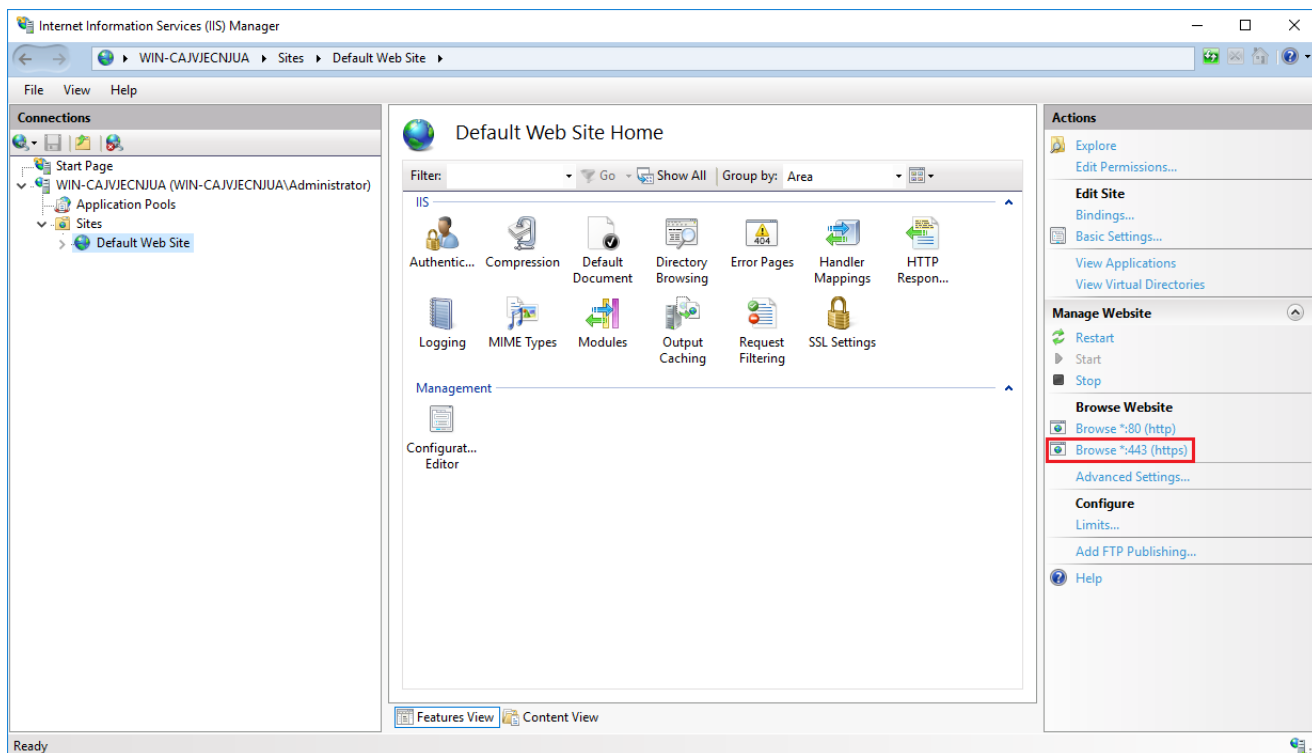 Internet Information Services (IIS) Manager
WIN-CAJVJECNJUA Sites Default Web Site
File View Help
Connections
Start Page
WIN-CAJVJECNJUA (WIN-CAJVJECNJUA\Administrator)
Application Pools
Sites
Default Web Site
Default Web Site Home
Filter: Go Show All Group by: Area
IIS
Authentic... Compression Default Document Directory Browsing Error Pages 404 Handler Mappings HTTP Respon...
Logging MIME Types Modules Output Caching Request Filtering SSL Settings
Management
Configurat... Editor
Features View Content View
Actions
Explore
Edit Permissions...
Edit Site
Bindings...
Basic Settings...
View Applications
View Virtual Directories
Manage Website
Restart
Start
Stop
Browse Website
Browse *:80 (http)
Browse *:443 (https)
Advanced Settings...
Configure
Limits...
Add FTP Publishing...
Help
Ready